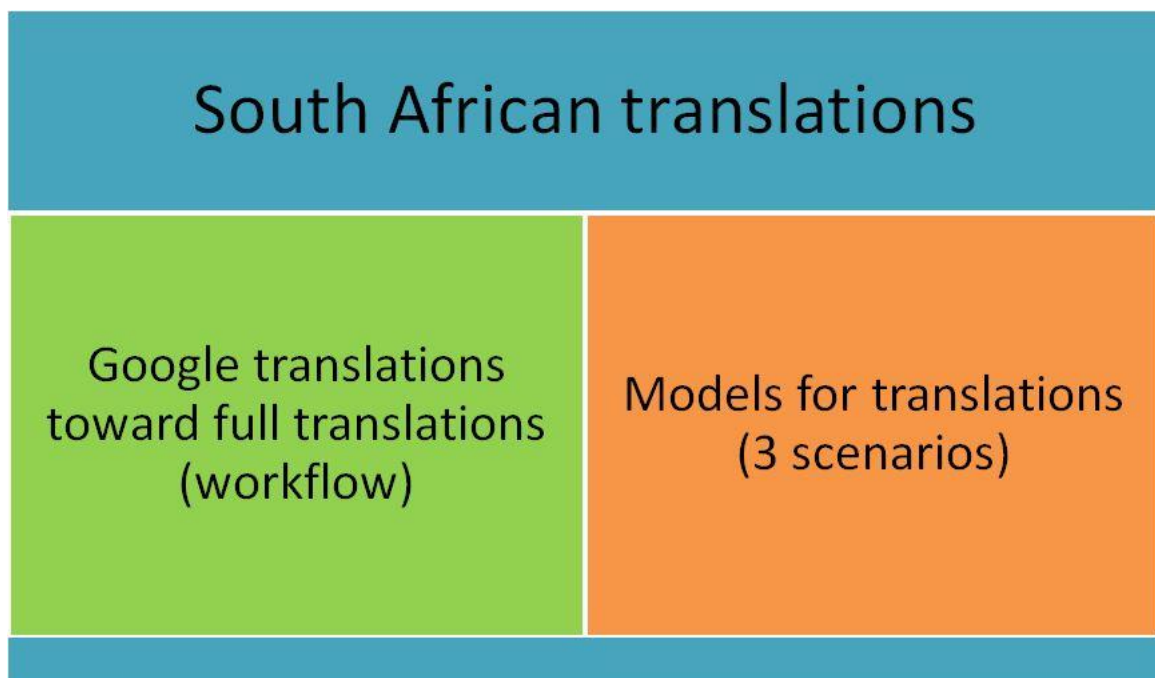 South African translations
Google translations
toward full translations
(workflow)
Models for translations
(3 scenarios)